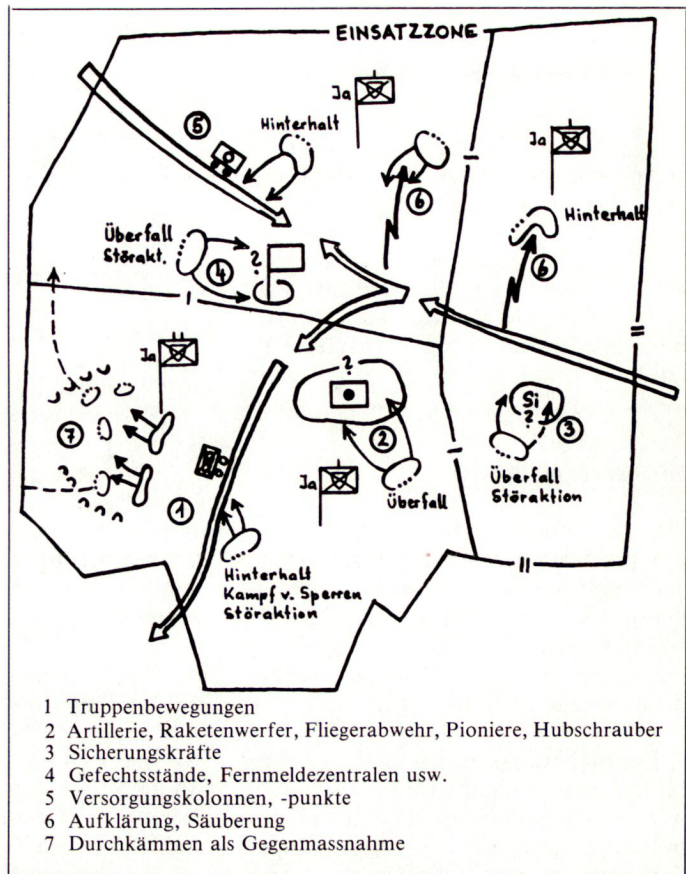 EINSATZZONE
Ja
5
Hinterhalt
Ja
6
Hinterhalt
Überfall
Störakt.
?
4
6
Ja
?
7
2
Si
?
3
Ja
Überfall
Überfall
Störaktion
1
Hinterhalt
Kampf v. Sperren
Störaktion
1 Truppenbewegungen
2 Artillerie, Raketenwerfer, Fliegerabwehr, Pioniere, Hubschrauber
3 Sicherungskräfte
4 Gefechtsstände, Fernmeldezentralen usw.
5 Versorgungskolonnen, -punkte
6 Aufklärung, Säuberung
7 Durchkämmen als Gegenmassnahme